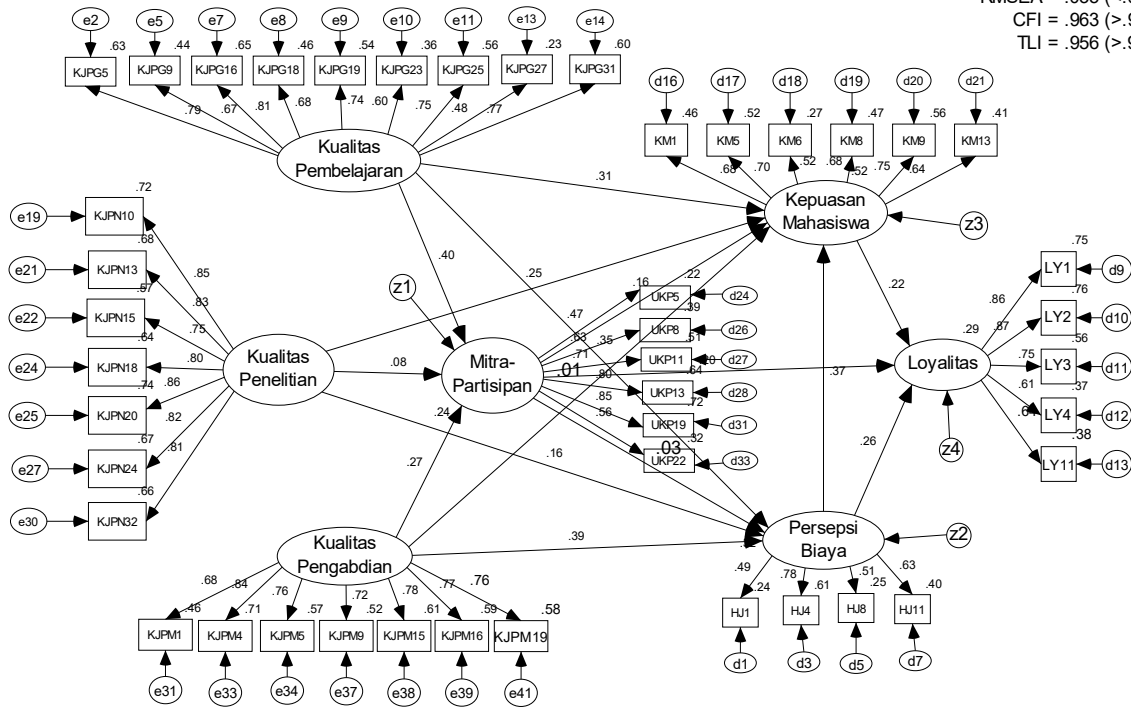 CFI = .963 (>.9
TLI = .956 (>.9
e2 e5 e7 e8 e9 e10 e11 e13 e14
.63 .44 .65 .46 .54 .36 .56 .23 .60
KJPG5 KJPG9 KJPG16 KJPG18 KJPG19 KJPG23 KJPG25 KJPG27 KJPG31
.79 .67 .81 .68 .74 .60 .75 .48 .77
Kualitas
Pembelajaran
d16 d17 d18 d19 d20 d21
.46 .52 .27 .47 .56 .41
KM1 KM5 KM6 KM8 KM9 KM13
.68 .70 .52 .68 .52 .75 .64
Kepuasan
Mahasiswa
z3
.31
.40
.25
.16
.22
.39
.22
e19 KJPN10 .72
e21 KJPN13 .68
e22 KJPN15 .57
e24 KJPN18 .64
e25 KJPN20 .74
e27 KJPN24 .67
e30 KJPN32 .66
.85
.83
.75
.80
.86
.82
.81
Kualitas
Penelitian
z1
.08
Mitra-
Partisipan
.24
.27
.16
.47
.63
.71
.80
.85
.56
.35
.01
.03
UKP5 d24
UKP8 d26
.51
UKP11 d27
.64
UKP13 d28
.72
UKP19 d31
.32
UKP22 d33
.37
.29
Loyalitas
z4
.26
.86
.87
.75
.61
.75
LY1 d9
.76
LY2 d10
.56
LY3 d11
.37
LY4 d12
.38
LY11 d13
Kualitas
Pengabdian
.39
.68 .84 .76 .72 .78 .77 .76
.46 .71 .57 .52 .61 .59 .58
KJPM1 KJPM4 KJPM5 KJPM9 KJPM15 KJPM16 KJPM19
e31 e33 e34 e37 e38 e39 e41
Persepsi
Biaya
z2
.49 .78 .51 .63
.24 .61 .25 .40
HJ1 HJ4 HJ8 HJ11
d1 d3 d5 d7